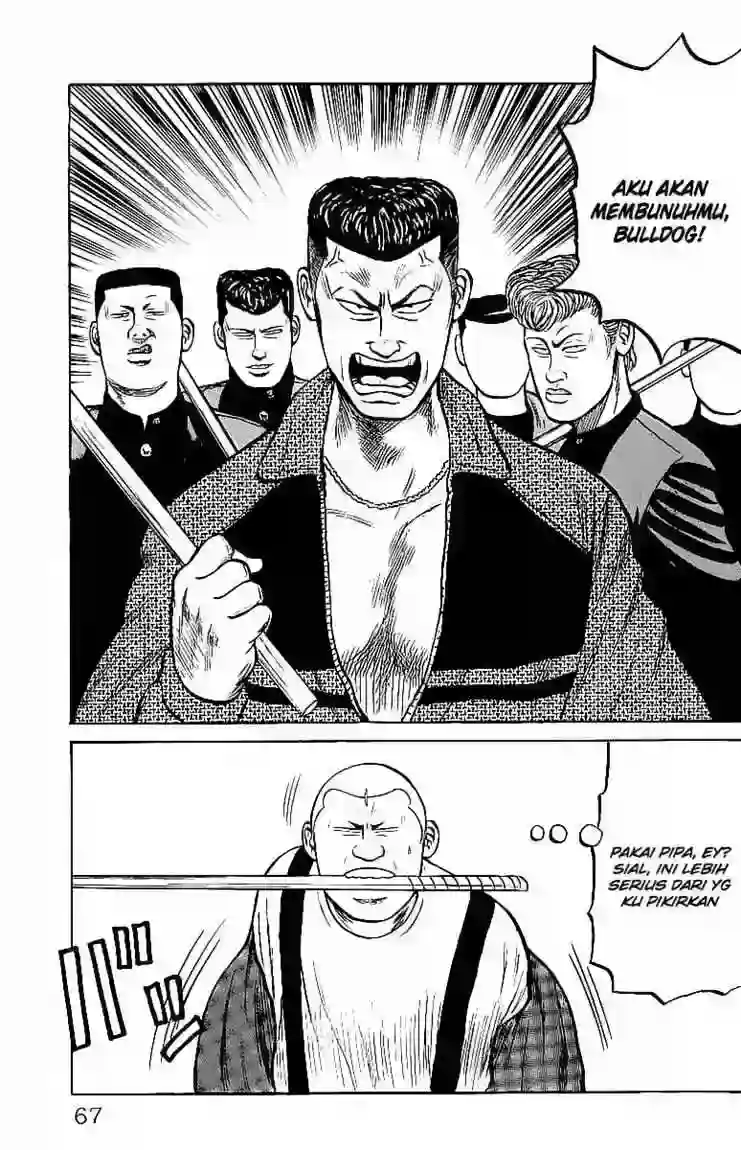 AKU AKAN
MEMBUNUHMU,
BULLDOG!
PAKAI PIPA, EY?
SIAL, INI LEBIH
SERIUS DARI YG
KU PIKIRKAN
67